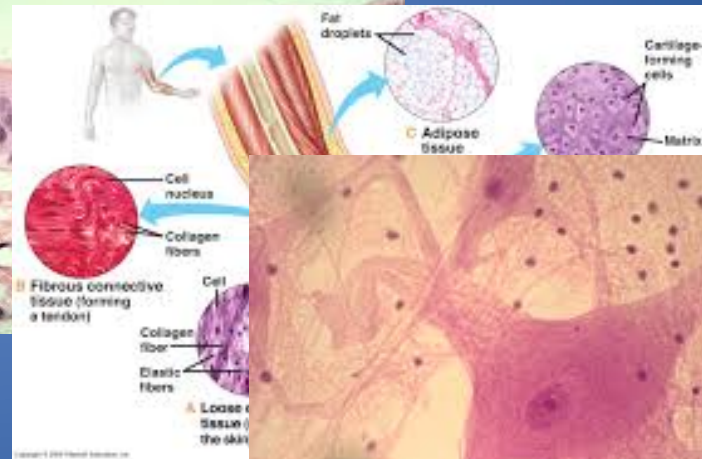 Fat
droplets
Cartilage-
forming
cells
C Adipose
tissue
Matrix
Cell
nucleus
Collagen
fibers
B Fibrous connective
tissue (forming
a tendon)
Cell
Collagen
fiber
Elastic
fibers
A Loose
tissue
the skin